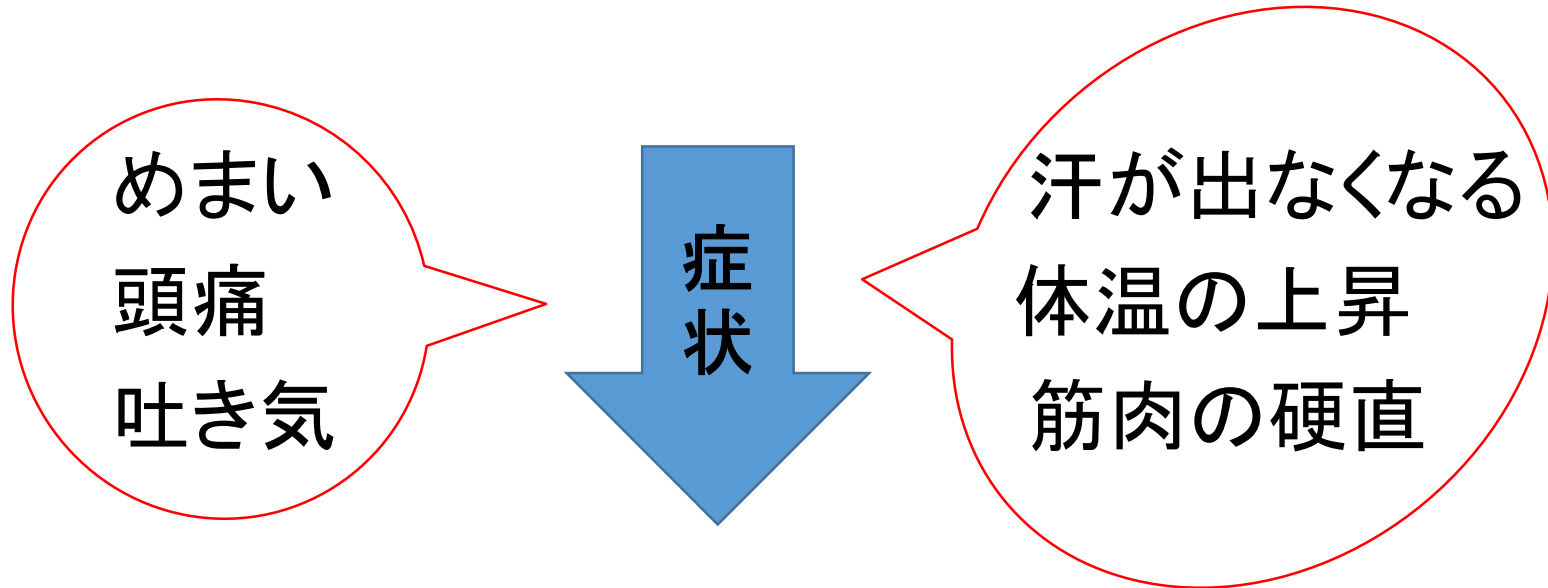 めまい
頭痛
吐き気
症状
汗が出なくなる
体温の上昇
筋肉の硬直